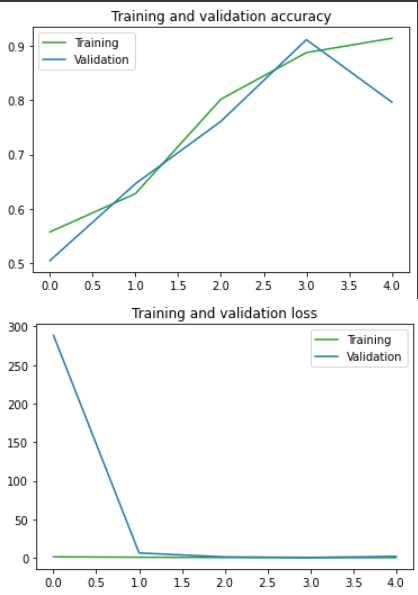 Training and validation accuracy
0.9
0.8
0.7
0.6
0.5
Training
Validation
0.0 0.5 1.0 1.5 2.0 2.5 3.0 3.5 4.0
Training and validation loss
300
250
200
150
100
50
0
Training
Validation
0.0 0.5 1.0 1.5 2.0 2.5 3.0 3.5 4.0